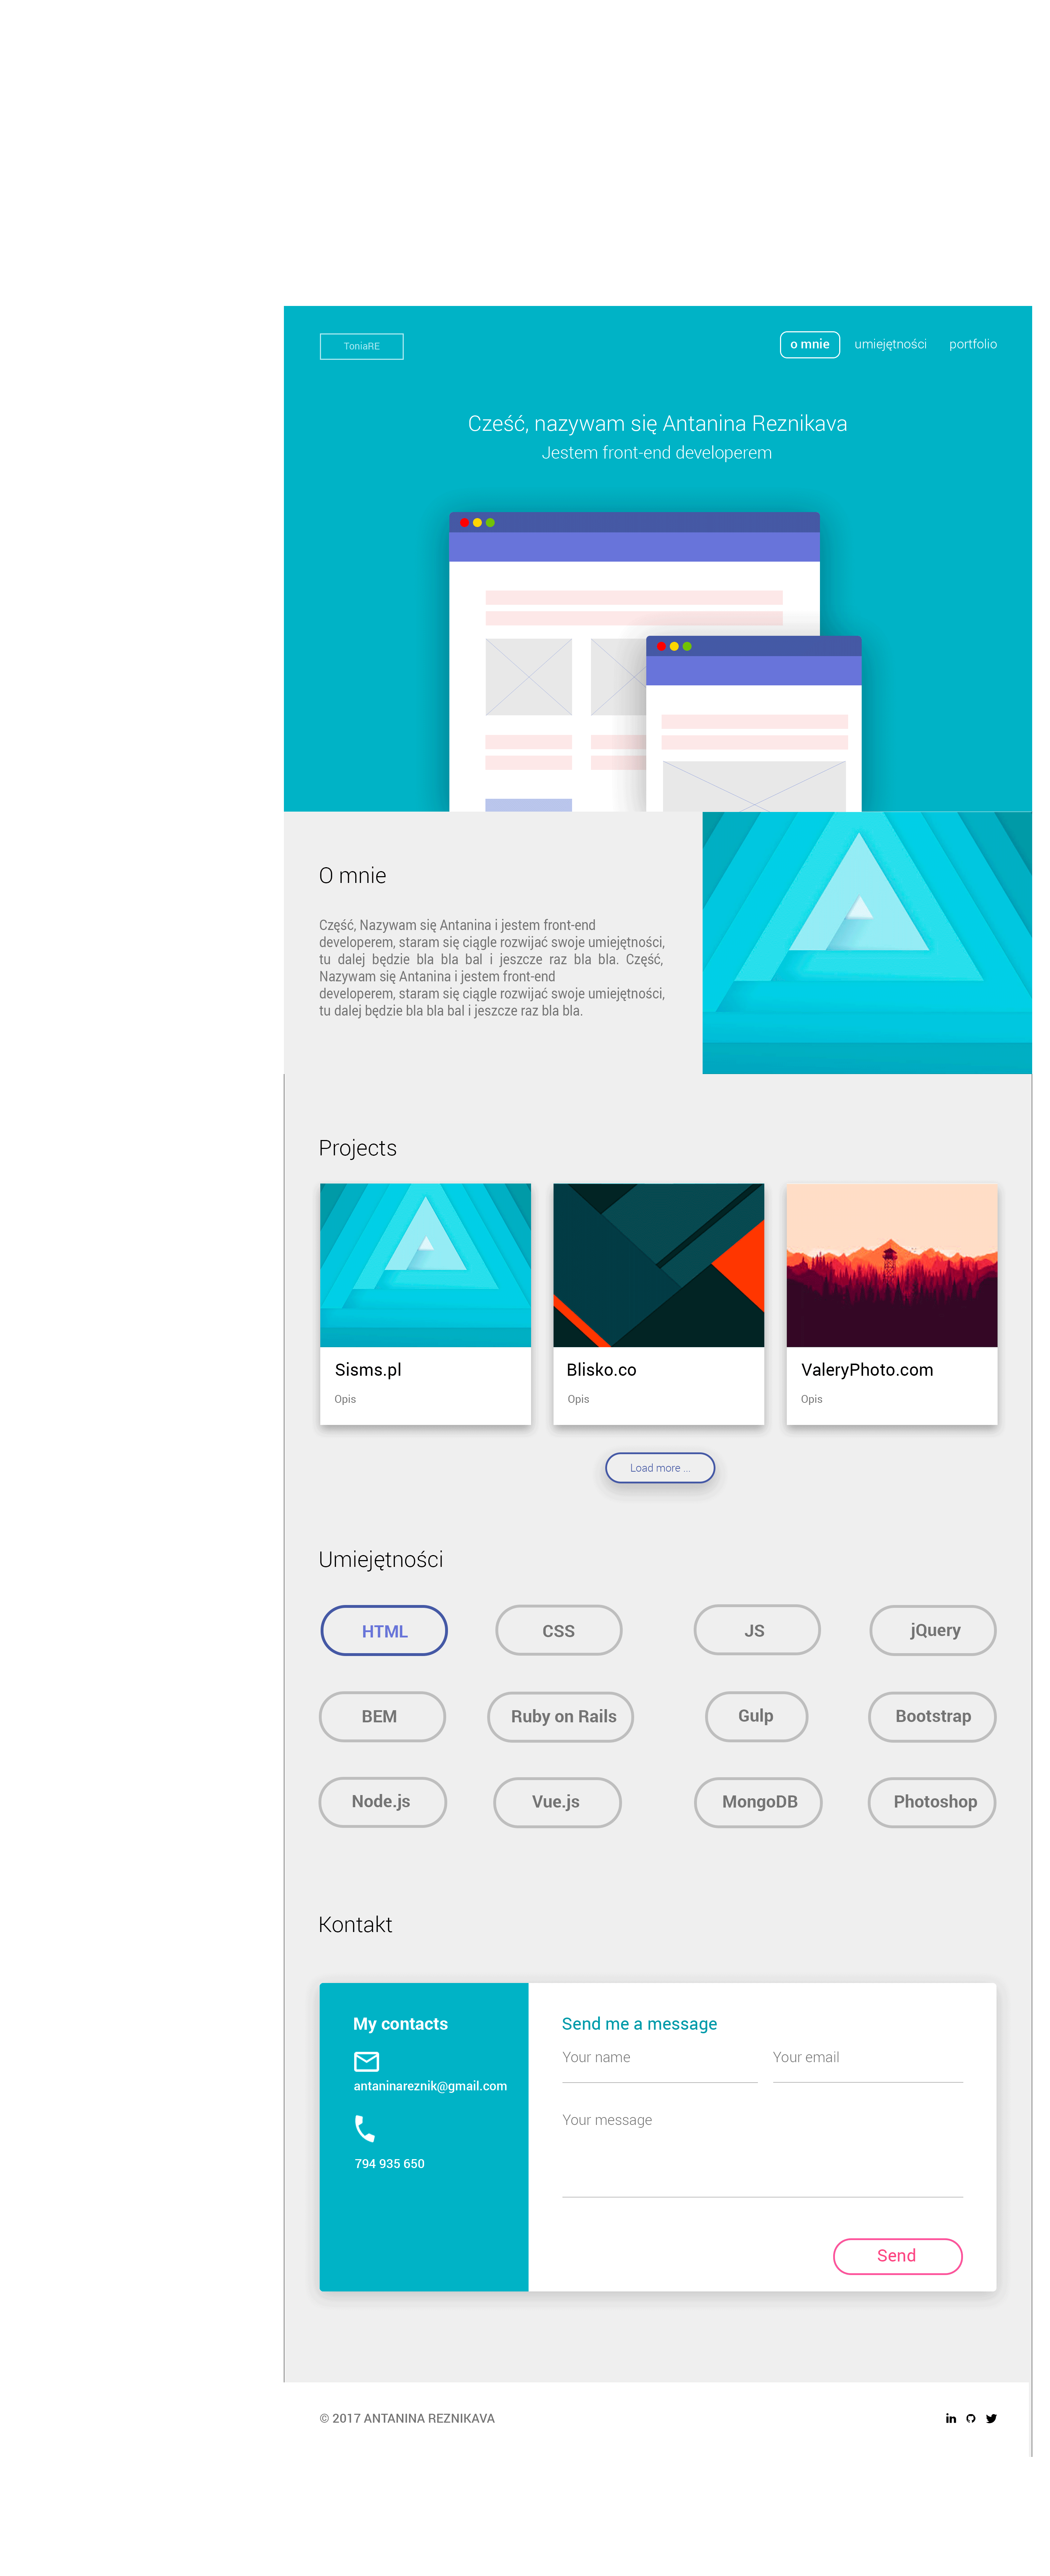 ToniaRE
o mnie umiejętności portfolio
Cześć, nazywam się Antanina Reznikava
Jestem front-end developerem
O mnie
Część, Nazywam się Antanina i jestem front-end
developerem, staram się ciągle rozwijać swoje umiejętności,
tu dalej będzie bla bla bal i jeszcze raz bla bla. Część,
Nazywam się Antanina i jestem front-end
developerem, staram się ciągle rozwijać swoje umiejętności,
tu dalej będzie bla bla bal i jeszcze raz bla bla.
Projects
Sisms.pl
Opis
Blisko.co
Opis
ValeryPhoto.com
Opis
Load more ...
Umiejętności
HTML CSS JS jQuery
BEM Ruby on Rails Gulp Bootstrap
Node.js Vue.js MongoDB Photoshop
Kontakt
My contacts
antaninareznik@gmail.com
794 935 650
Send me a message
Your name Your email
Your message
Send
© 2017 ANTANINA REZNIKAVA